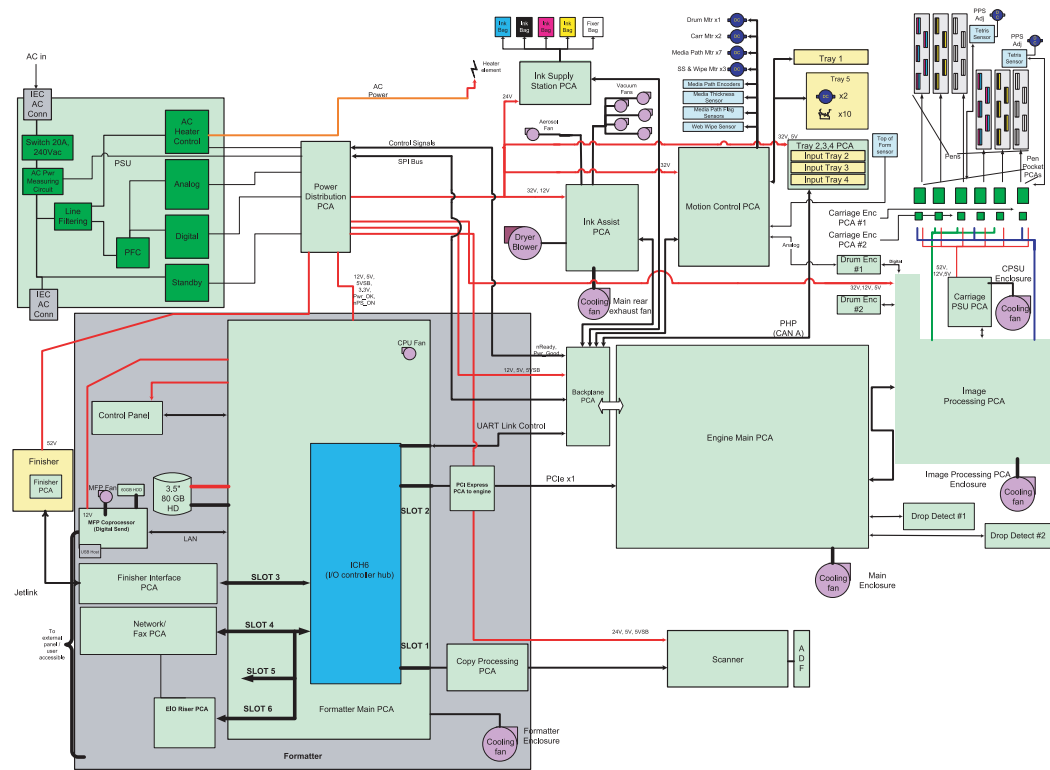 AC in
IEC
AC
Conn
Switch 20A,
240Vac
AC Pwr
Measuring
Circuit
Line
Filtering
PFC
PSU
AC
Heater
Control
Analog
Digital
Standby
IEC
AC
Conn
AC
Power
Heater
element
Control Signals
SPI Bus
Power
Distribution
PCA
Ink
Bag
Ink
Bag
Ink
Bag
Ink
Bag
Fixer
Bag
Ink Supply
Station PCA
24V
Vacuum
Fans
Aerosol
Fan
32V, 12V
Ink Assist
PCA
Dryer
Blower
Cooling
fan
Main rear
exhaust fan
Drum Mtr x1
DC
Carr Mtr x2
DC
Media Path Mtr x7
DC
SS & Wipe Mtr x3
DC
Media Path Encoders
Media Thickness
Sensor
Media Path Flag
Sensors
Web Wipe Sensor
32V
Motion Control PCA
Tray 1
Tray 5
DC
x2
x10
32V, 5V
Tray 2,3,4 PCA
Input Tray 2
Input Tray 3
Input Tray 4
Top of
Form
sensor
PPS
Adj
Tetris
Sensor
PPS
Adj
Tetris
Sensor
Pens
Pen
Pocket
PCAs
Carriage Enc
PCA #1
Carriage Enc
PCA #2
Analog
Drum Enc
#1
Digital
Drum Enc
#2
32V,12V, 5V
52V,
12V,5V
CPSU
Enclosure
Carriage
PSU PCA
Cooling
fan
Image
Processing PCA
Image Processing PCA
Enclosure
Cooling
fan
PHP
(CAN A)
12V, 5V,
5VSB,
3.3V,
Pwr_OK,
nPS_ON
nReady,
Pwr_Good
12V, 5V, 5VSB
Backplane
PCA
UART Link Control
Engine Main PCA
PCI Express
PCA to engine
PCIe x1
Drop Detect #1
Drop Detect #2
Cooling
fan
Main
Enclosure
CPU Fan
Control Panel
52V
Finisher
Finisher
PCA
MFP Fan
60GB HDD
3,5"
80 GB
HD
12V
MFP Coprocessor
(Digital Send)
USB Host
LAN
Jetlink
Finisher Interface
PCA
SLOT 3
Network/
Fax PCA
SLOT 4
SLOT 5
SLOT 6
EIO Riser PCA
To
external
panel /
user
accessible
ICH6
(I/O controller hub)
SLOT 2
SLOT 1
Formatter Main PCA
Copy Processing
PCA
24V, 5V, 5VSB
Scanner
A
D
F
Cooling
fan
Formatter
Enclosure
Formatter